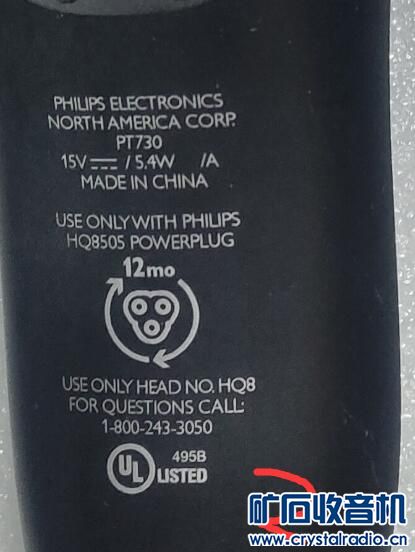 PHILIPS ELECTRONICS
NORTH AMERICA CORP.
PT730
15V ⎓ / 5.4W /A
MADE IN CHINA
USE ONLY WITH PHILIPS
HQ8505 POWERPLUG
12mo
USE ONLY HEAD NO. HQ8
FOR QUESTIONS CALL:
1-800-243-3050
UL LISTED
495B
矿石收音机
www.crystalradio.cn